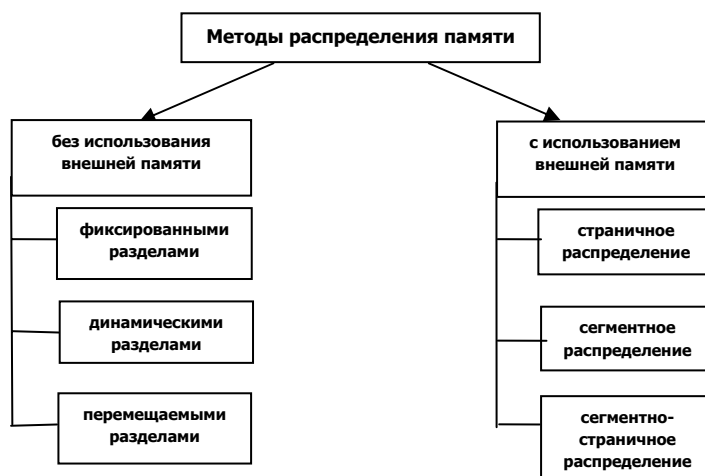 Методы распределения памяти
без использования
внешней памяти
фиксированными
разделами
динамическими
разделами
перемещаемыми
разделами
с использованием
внешней памяти
страничное
распределение
сегментное
распределение
сегментно-
страничное
распределение